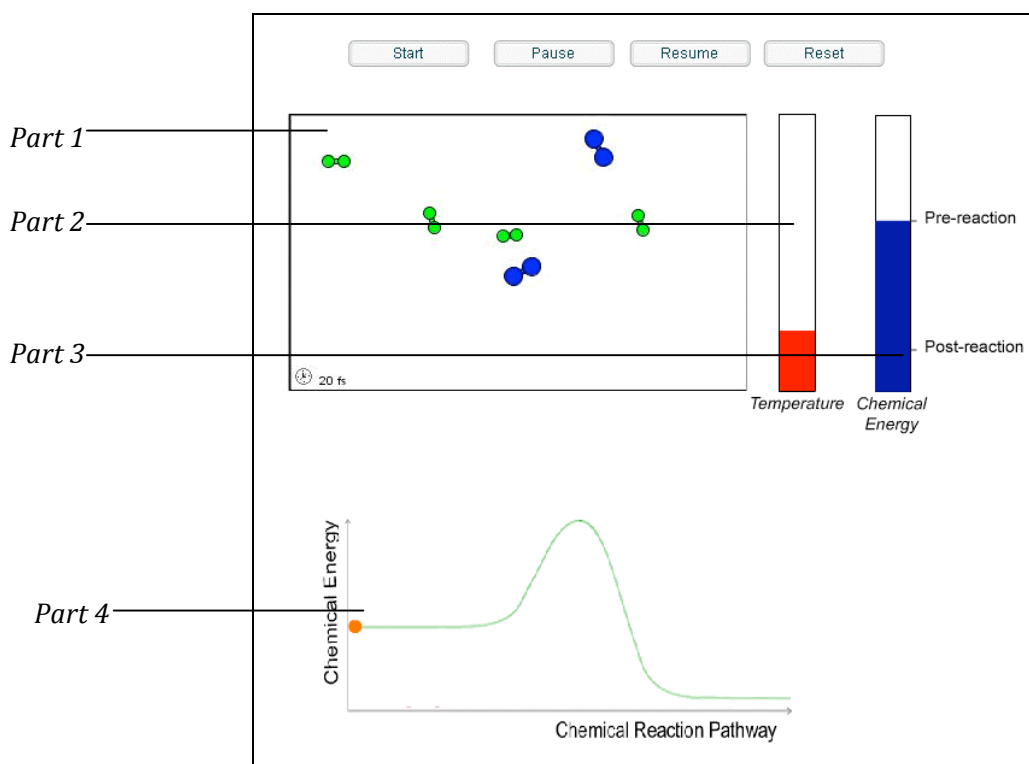 Start Pause Resume Reset
Part 1
Part 2
Pre-reaction
Part 3
Post-reaction
20 fs
Temperature
Chemical
Energy
Chemical Energy
Part 4
Chemical Reaction Pathway